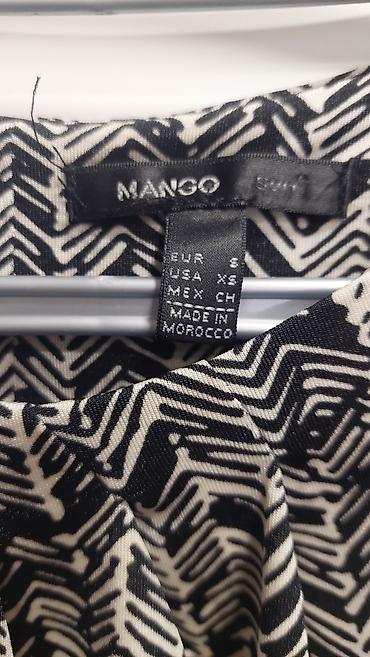 MANGO Suit
EUR S
USA XS
MEX CH
MADE IN
MOROCCO